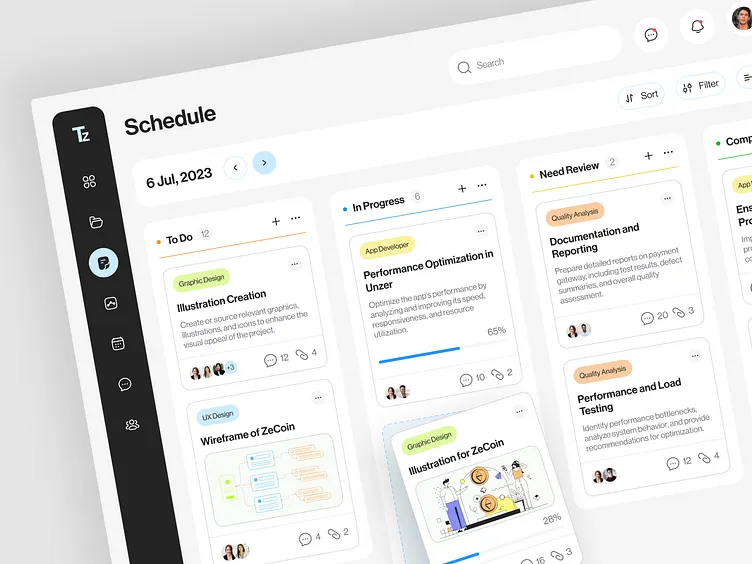 Search
Tz
Schedule
Sort
Filter
6 Jul, 2023
To Do 12
Graphic Design
Illustration Creation
Create or source relevant graphics,
illustrations, and icons to enhance the
visual appeal of the project.
+3
12
4
UX Design
Wireframe of ZeCoin
4
2
In Progress 6
App Developer
Performance Optimization in
Unzer
Optimize the app's performance by
analyzing and improving its speed,
responsiveness, and resource
utilization.
65%
10
2
Graphic Design
Illustration for ZeCoin
28%
16
3
Need Review 2
Quality Analysis
Documentation and
Reporting
Prepare detailed reports on payment
gateway, including test results, defect
summaries, and overall quality
assessment.
20
3
Quality Analysis
Performance and Load
Testing
Identify performance bottlenecks,
analyze system behavior, and provide
recommendations for optimization.
12
4
Comp
App
Ens
Pro